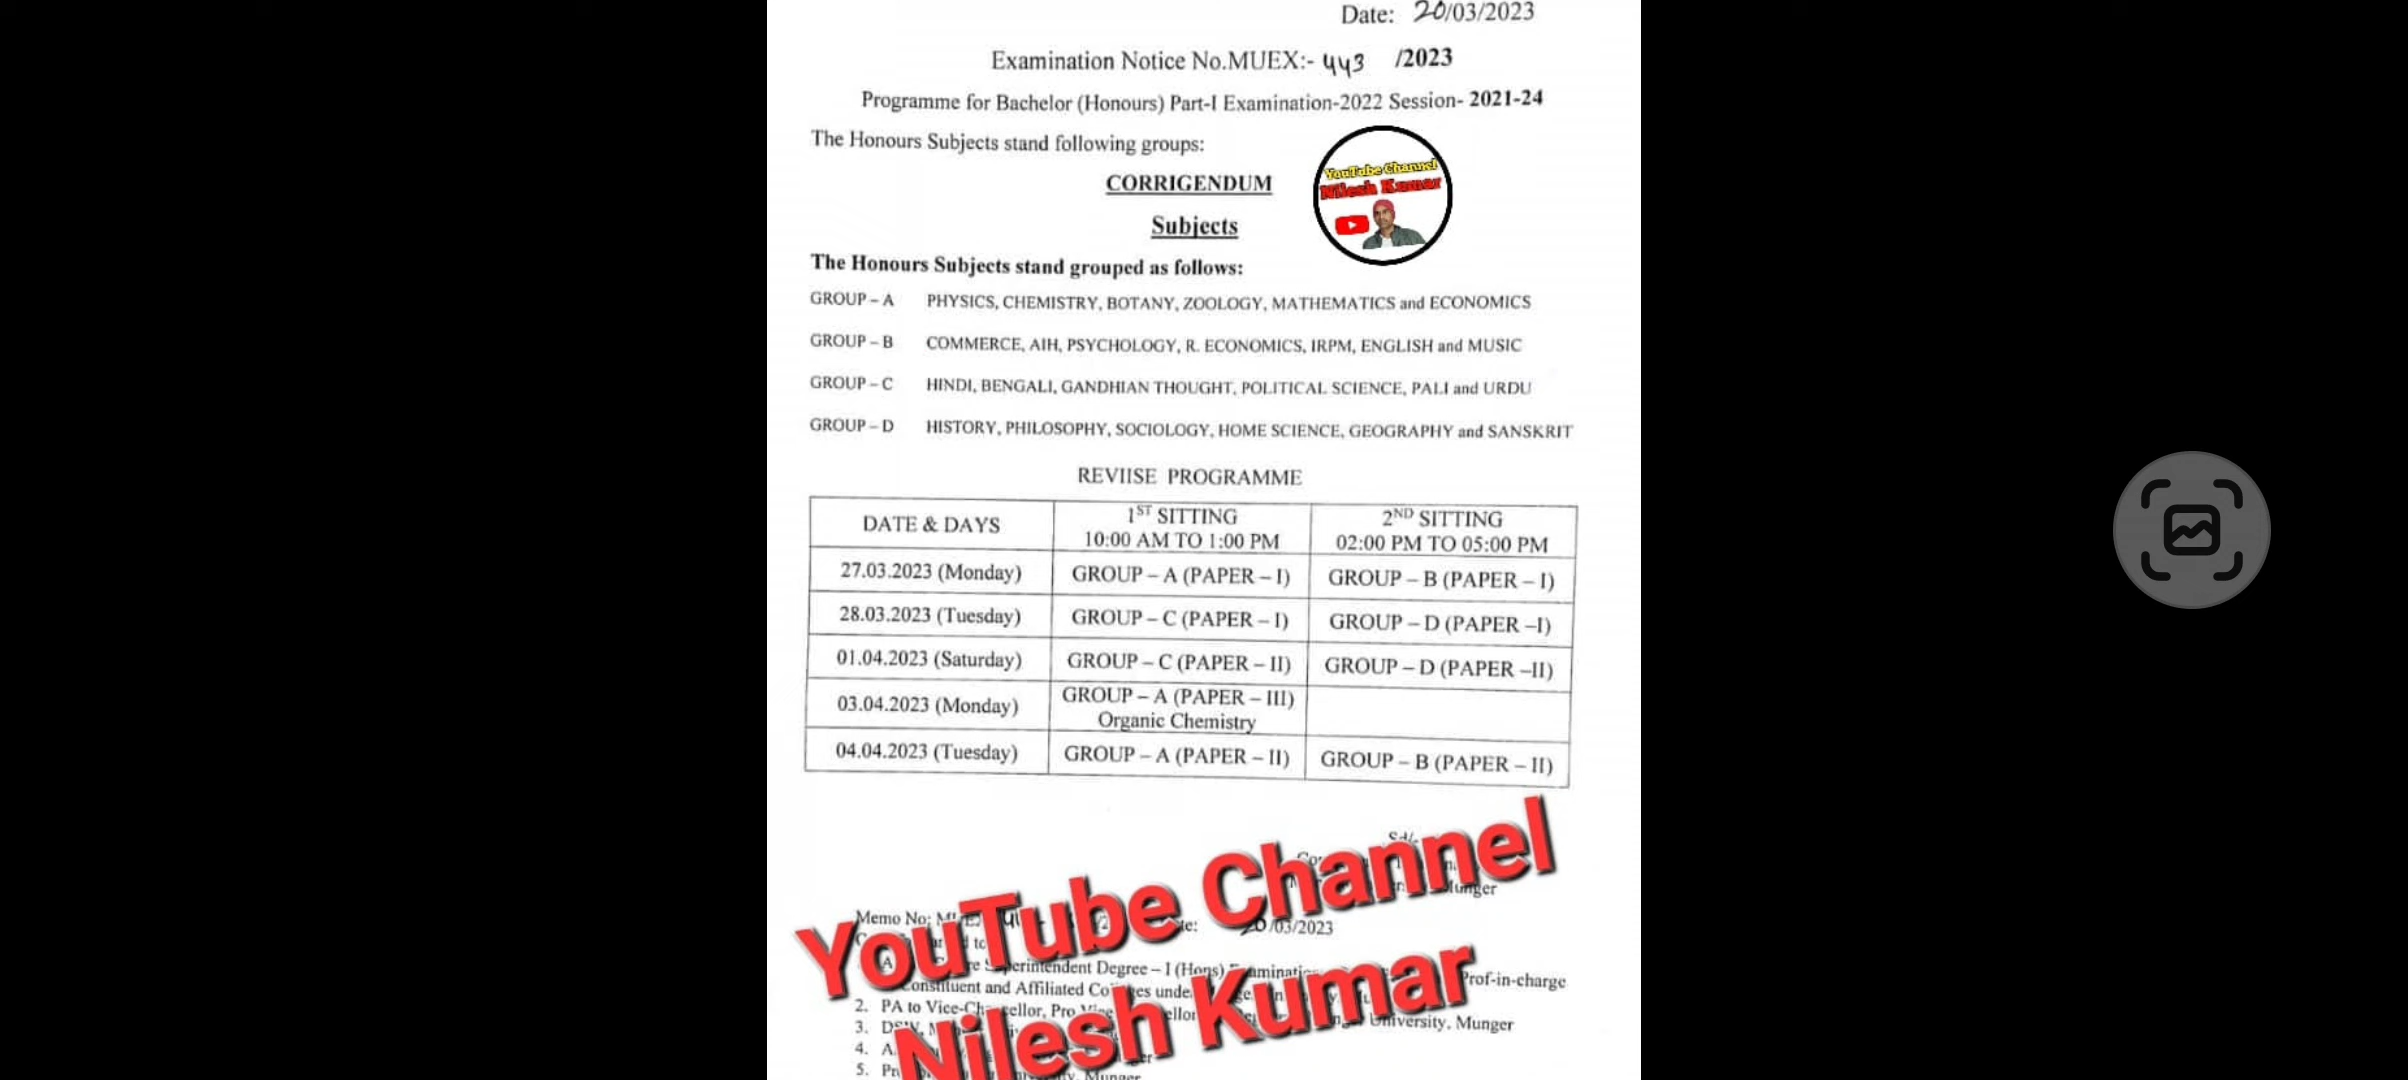 Date: 20/03/2023
Examination Notice No.MUEX:- 443 /2023
Programme for Bachelor (Honours) Part-I Examination-2022 Session- 2021-24
The Honours Subjects stand following groups:
YouTube Channel
Nilesh Kumar
CORRIGENDUM
Subjects
The Honours Subjects stand grouped as follows:
GROUP – A PHYSICS, CHEMISTRY, BOTANY, ZOOLOGY, MATHEMATICS and ECONOMICS
GROUP – B COMMERCE, AIH, PSYCHOLOGY, R. ECONOMICS, IRPM, ENGLISH and MUSIC
GROUP – C HINDI, BENGALI, GANDHIAN THOUGHT, POLITICAL SCIENCE, PALI and URDU
GROUP – D HISTORY, PHILOSOPHY, SOCIOLOGY, HOME SCIENCE, GEOGRAPHY and SANSKRIT
REVIISE PROGRAMME
DATE & DAYS 1ST SITTING 10:00 AM TO 1:00 PM 2ND SITTING 02:00 PM TO 05:00 PM
27.03.2023 (Monday) GROUP – A (PAPER – I) GROUP – B (PAPER – I)
28.03.2023 (Tuesday) GROUP – C (PAPER – I) GROUP – D (PAPER –I)
01.04.2023 (Saturday) GROUP – C (PAPER – II) GROUP – D (PAPER –II)
03.04.2023 (Monday) GROUP – A (PAPER – III) Organic Chemistry
04.04.2023 (Tuesday) GROUP – A (PAPER – II) GROUP – B (PAPER – II)
Munger
Memo No: 20/03/2023
Degree – I (Hons)
Constituent and Affiliated Prof-in-charge
2. PA to Pro
3. University, Munger
4.
5. Munger
YouTube Channel
Nilesh Kumar